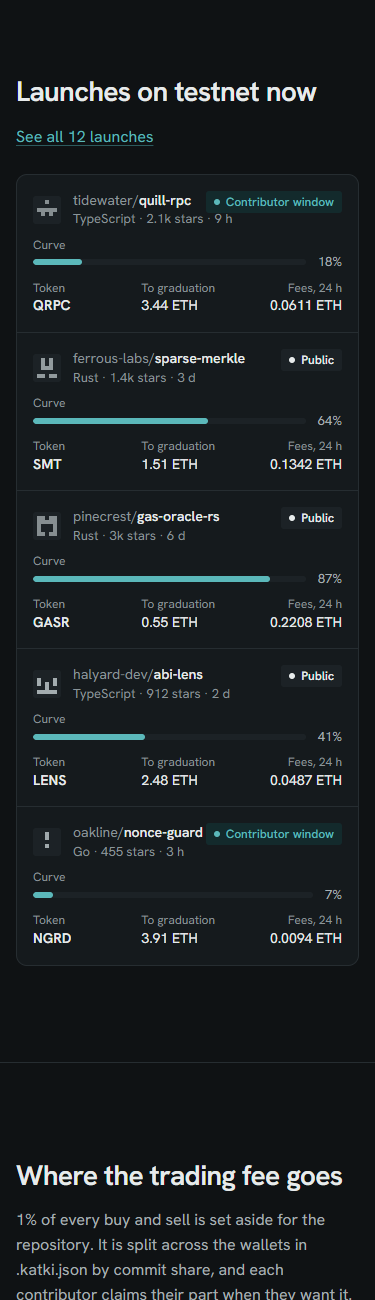 Launches on testnet now
See all 12 launches
tidewater/quill-rpc Contributor window
TypeScript · 2.1k stars · 9 h
Curve
18%
Token To graduation Fees, 24 h
QRPC 3.44 ETH 0.0611 ETH
ferrous-labs/sparse-merkle Public
Rust · 1.4k stars · 3 d
Curve
64%
Token To graduation Fees, 24 h
SMT 1.51 ETH 0.1342 ETH
pinecrest/gas-oracle-rs Public
Rust · 3k stars · 6 d
Curve
87%
Token To graduation Fees, 24 h
GASR 0.55 ETH 0.2208 ETH
halyard-dev/abi-lens Public
TypeScript · 912 stars · 2 d
Curve
41%
Token To graduation Fees, 24 h
LENS 2.48 ETH 0.0487 ETH
oakline/nonce-guard Contributor window
Go · 455 stars · 3 h
Curve
7%
Token To graduation Fees, 24 h
NGRD 3.91 ETH 0.0094 ETH
Where the trading fee goes
1% of every buy and sell is set aside for the
repository. It is split across the wallets in
.katki.json by commit share, and each
contributor claims their part when they want it.